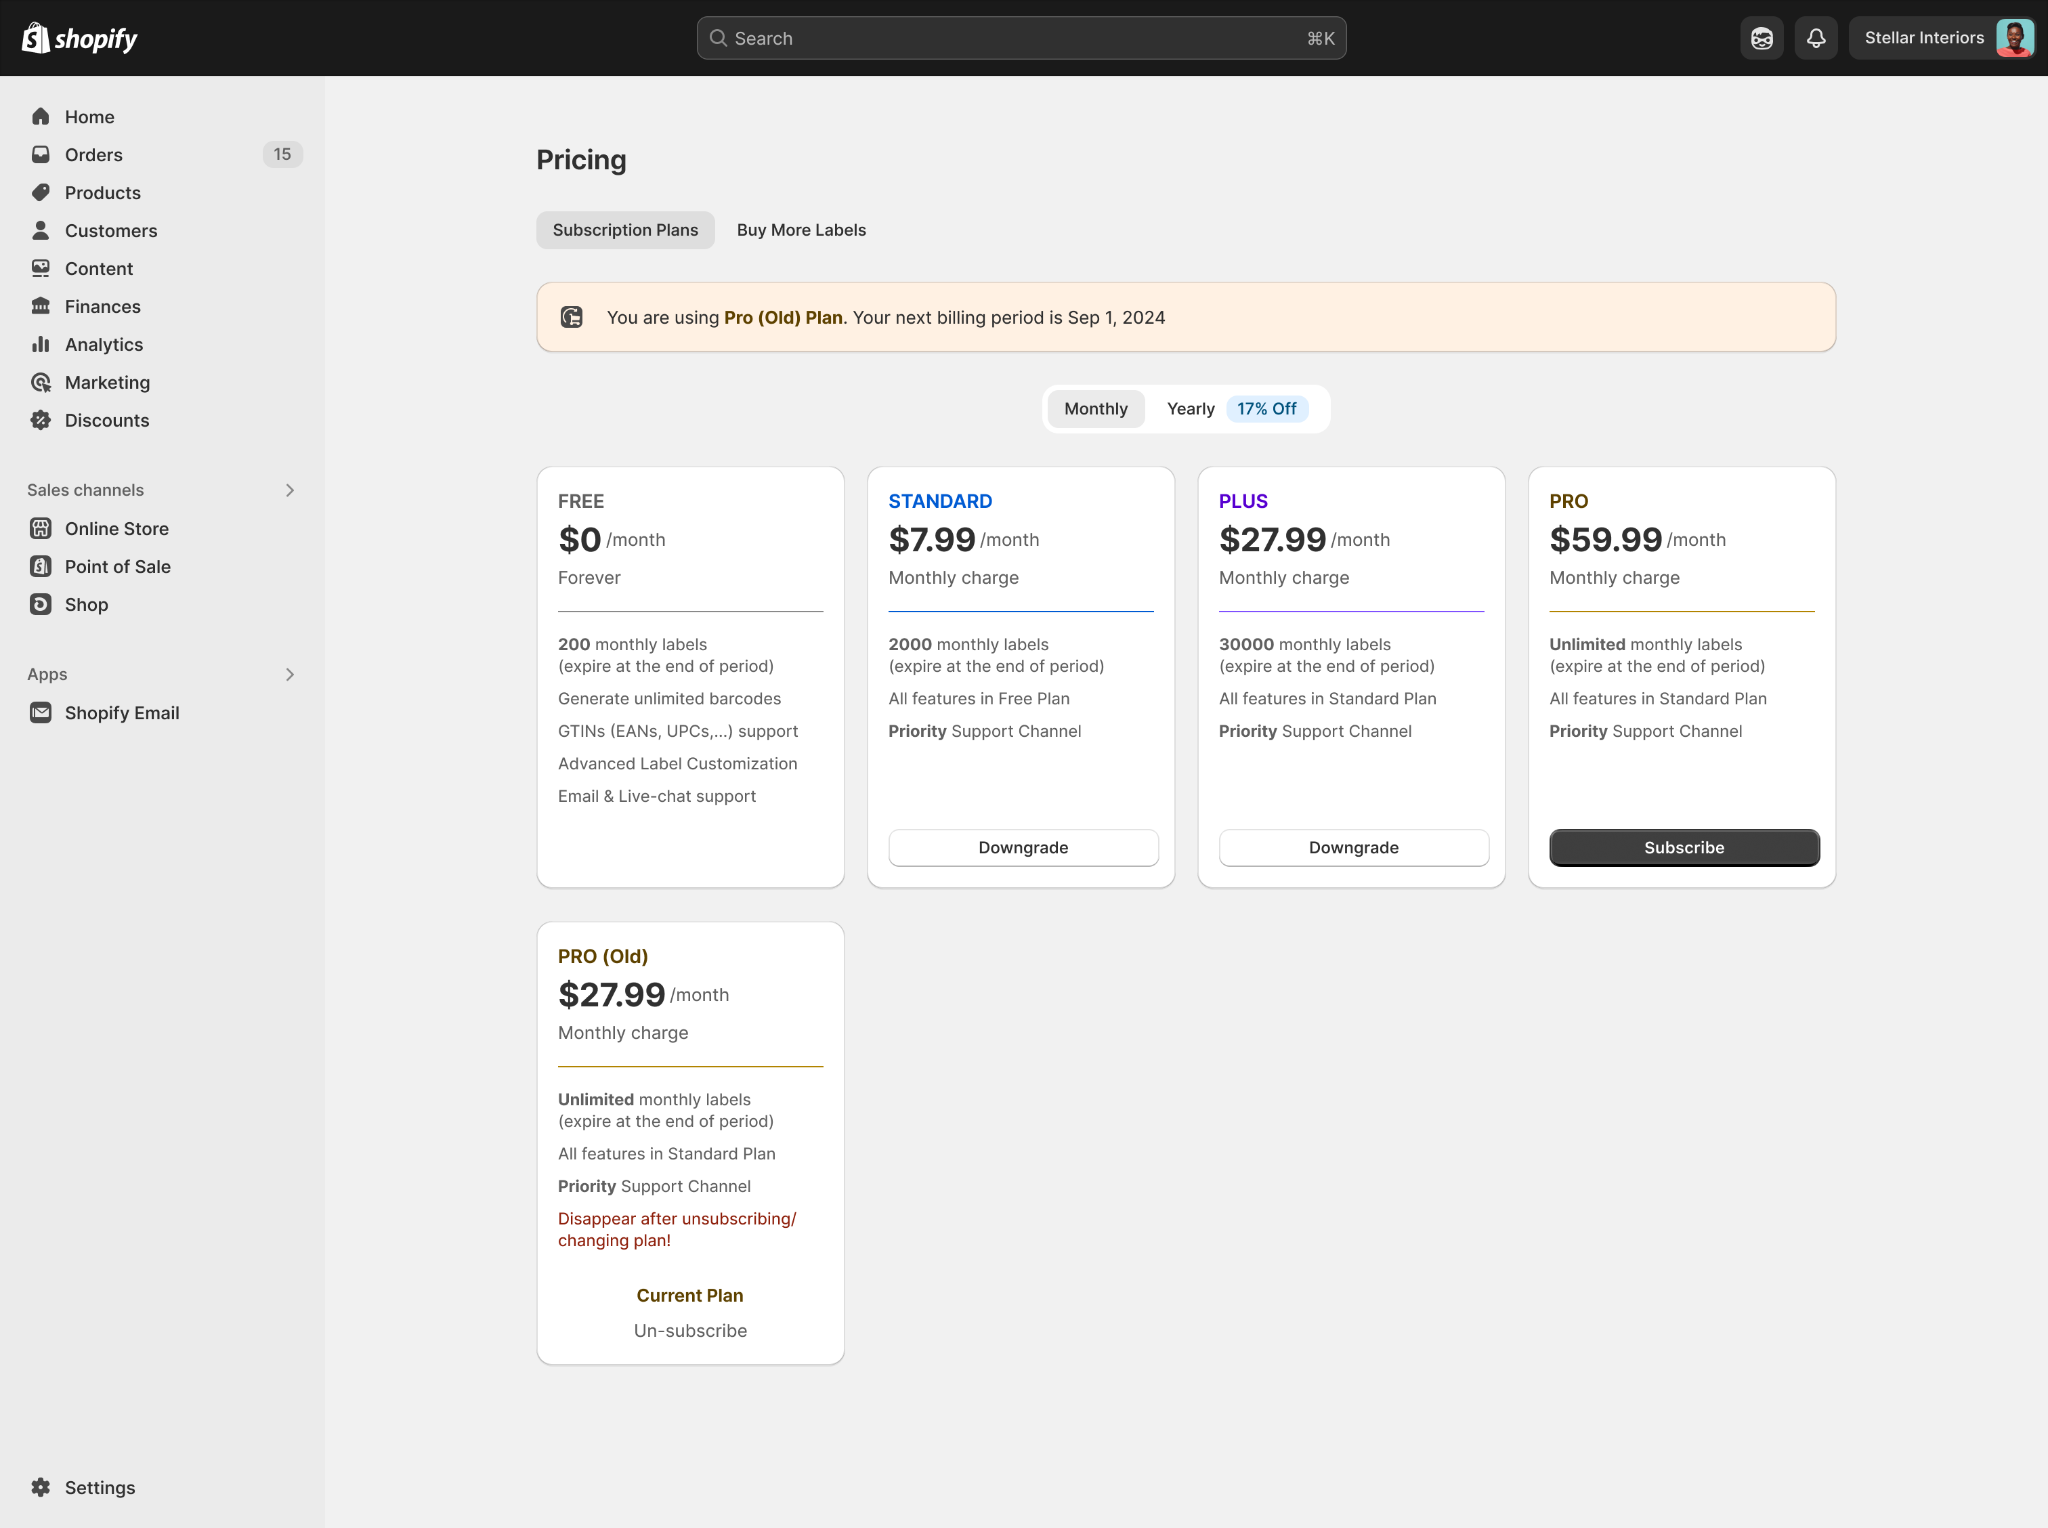 shopify
Search
⌘K
Stellar Interiors
Home
Orders
15
Products
Customers
Content
Finances
Analytics
Marketing
Discounts
Sales channels
Online Store
Point of Sale
Shop
Apps
Shopify Email
Settings
Pricing
Subscription Plans
Buy More Labels
You are using Pro (Old) Plan. Your next billing period is Sep 1, 2024
Monthly
Yearly
17% Off
FREE
$0 /month
Forever
200 monthly labels
(expire at the end of period)
Generate unlimited barcodes
GTINs (EANs, UPCs,...) support
Advanced Label Customization
Email & Live-chat support
STANDARD
$7.99 /month
Monthly charge
2000 monthly labels
(expire at the end of period)
All features in Free Plan
Priority Support Channel
Downgrade
PLUS
$27.99 /month
Monthly charge
30000 monthly labels
(expire at the end of period)
All features in Standard Plan
Priority Support Channel
Downgrade
PRO
$59.99 /month
Monthly charge
Unlimited monthly labels
(expire at the end of period)
All features in Standard Plan
Priority Support Channel
Subscribe
PRO (Old)
$27.99 /month
Monthly charge
Unlimited monthly labels
(expire at the end of period)
All features in Standard Plan
Priority Support Channel
Disappear after unsubscribing/
changing plan!
Current Plan
Un-subscribe